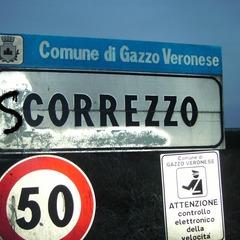 Comune di Gazzo Veronese
SCORREZZO
50
Comune di
GAZZO VERONESE
ATTENZIONE
controllo
elettronico
della
velocità